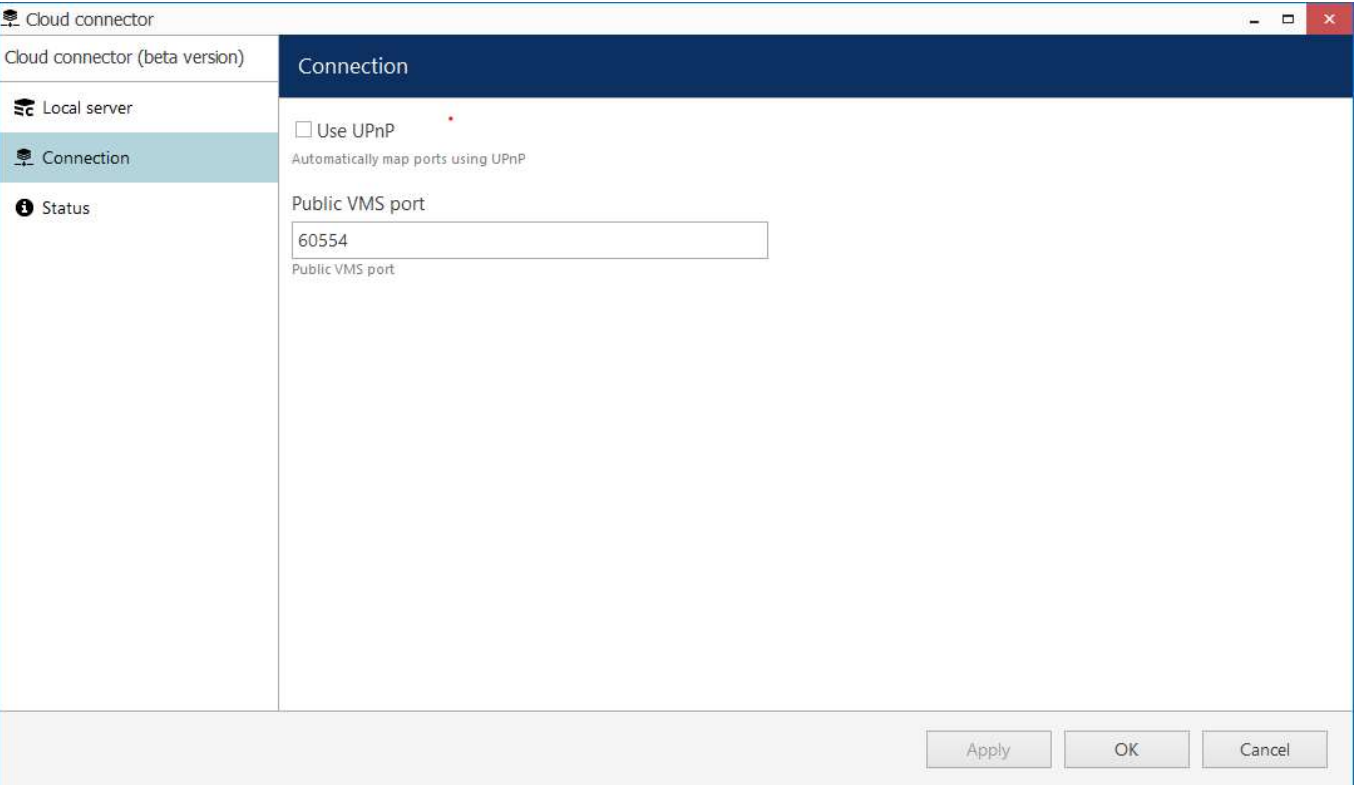 Cloud connector
Cloud connector (beta version)
Local server
Connection
Status
Connection
Use UPnP
Automatically map ports using UPnP
Public VMS port
60554
Public VMS port
Apply
OK
Cancel